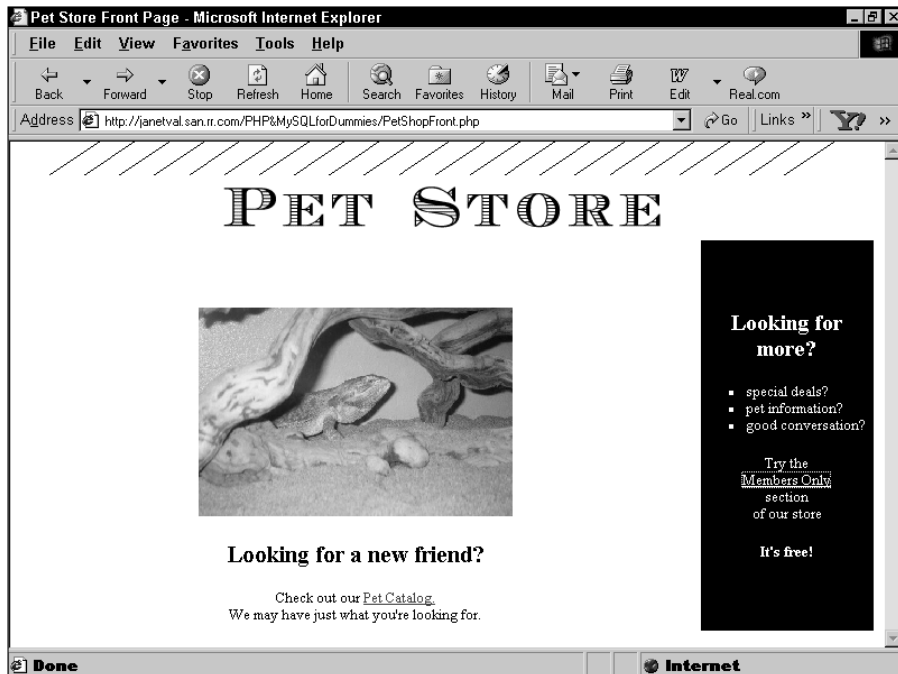 Pet Store Front Page - Microsoft Internet Explorer
File Edit View Favorites Tools Help
Back Forward Stop Refresh Home Search Favorites History Mail Print Edit Real.com
Address http://janetval.san.rr.com/PHP&MySQLforDummies/PetShopFront.php Go Links »  Y? »
PET STORE
Looking for
more?
special deals?
pet information?
good conversation?
Try the
Members Only
section
of our store
It's free!
Looking for a new friend?
Check out our Pet Catalog.
We may have just what you're looking for.
Done Internet